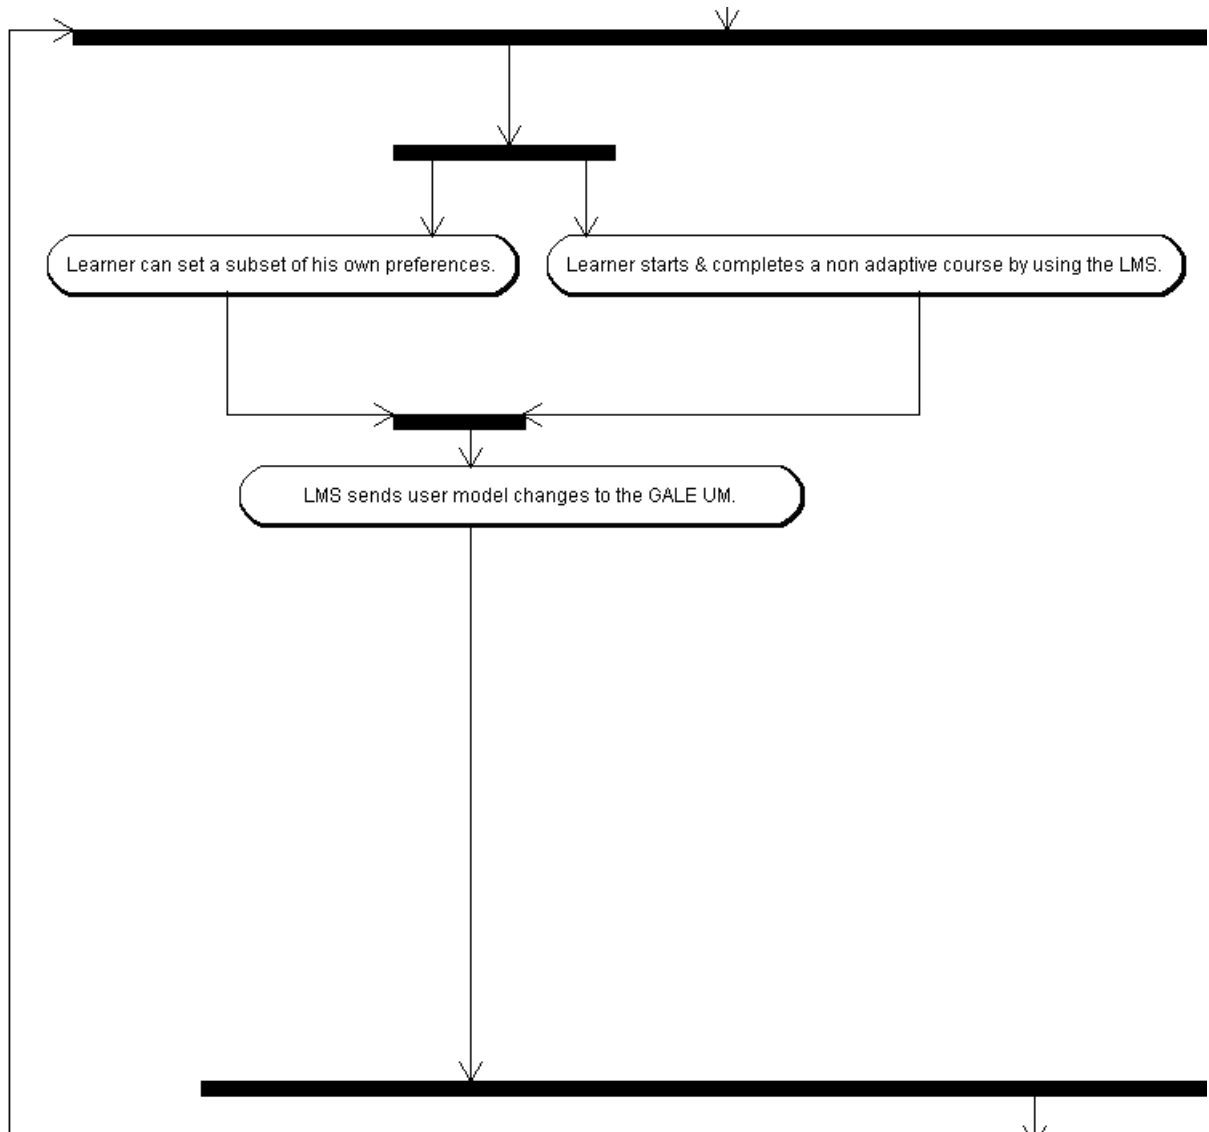 Learner can set a subset of his own preferences.
Learner starts & completes a non adaptive course by using the LMS.
LMS sends user model changes to the GALE UM.